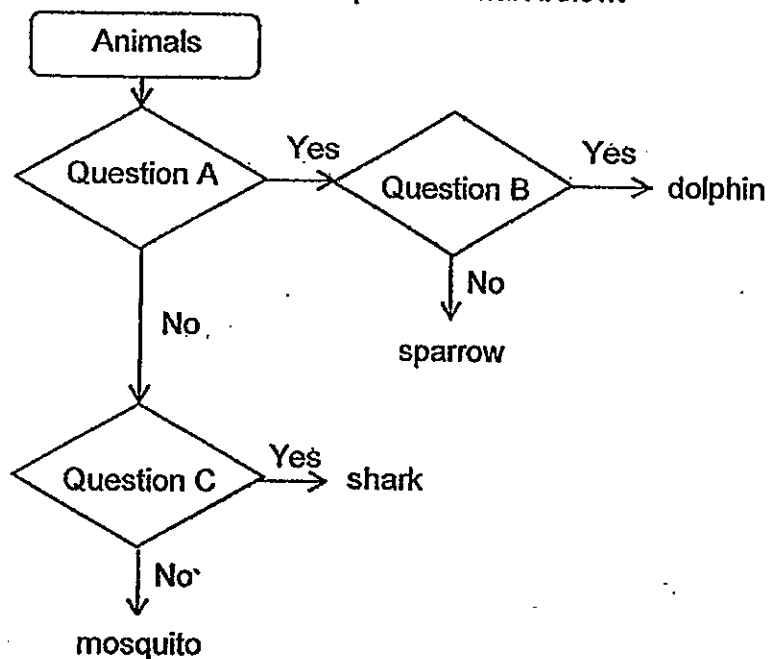 Animals
Question A
Yes
Question B
Yes
dolphin
No
sparrow
No
Question C
Yes
shark
No
mosquito